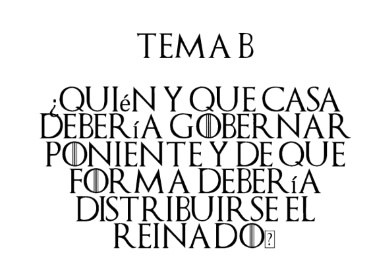 TEMA B
¿QUIéN Y QUE CASA
DEBERíA GOBERNAR
PONIENTE Y DE QUE
FORMA DEBERíA
DISTRIBUIRSE EL
REINADO?